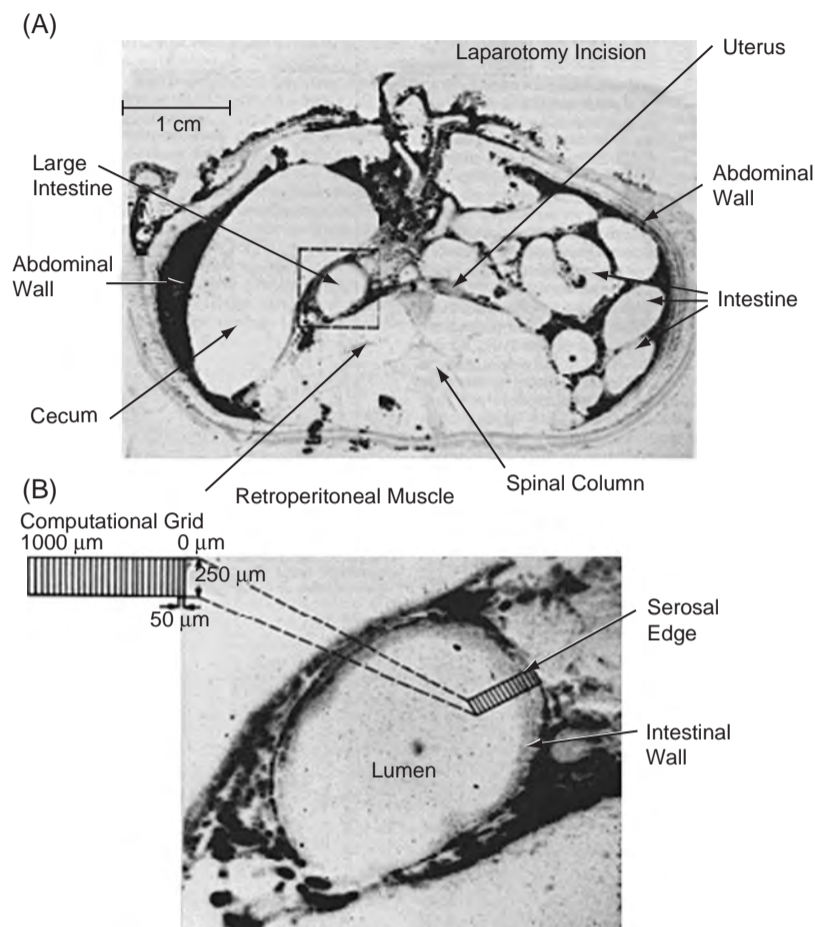 (A)
Laparotomy Incision
Uterus
1 cm
Large
Intestine
Abdominal
Wall
Abdominal
Wall
Intestine
Cecum
Spinal Column
Retroperitoneal Muscle
(B)
Computational Grid
1000 μm
0 μm
250 μm
50 μm
Serosal
Edge
Intestinal
Wall
Lumen